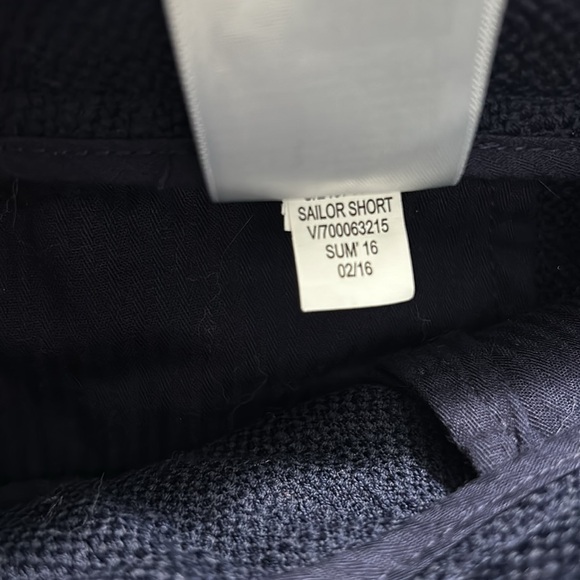 SAILOR SHORT
V/700063215
SUM' 16
02/16